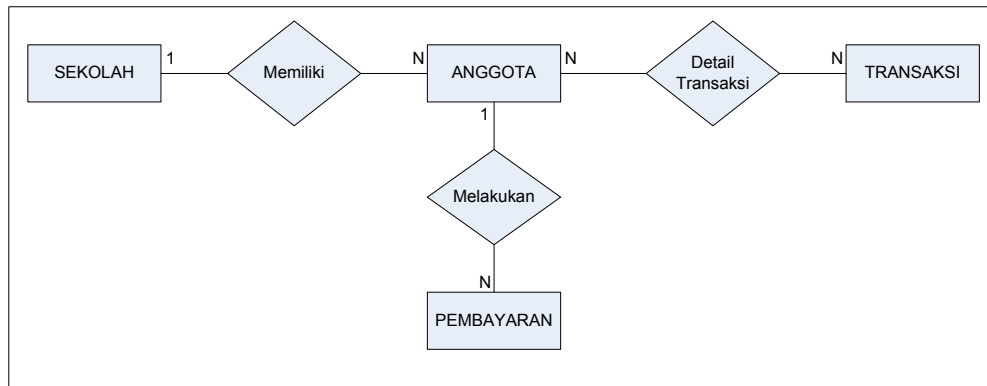 SEKOLAH
1
Memiliki
N
ANGGOTA
N
Detail
Transaksi
N
TRANSAKSI
1
Melakukan
N
PEMBAYARAN